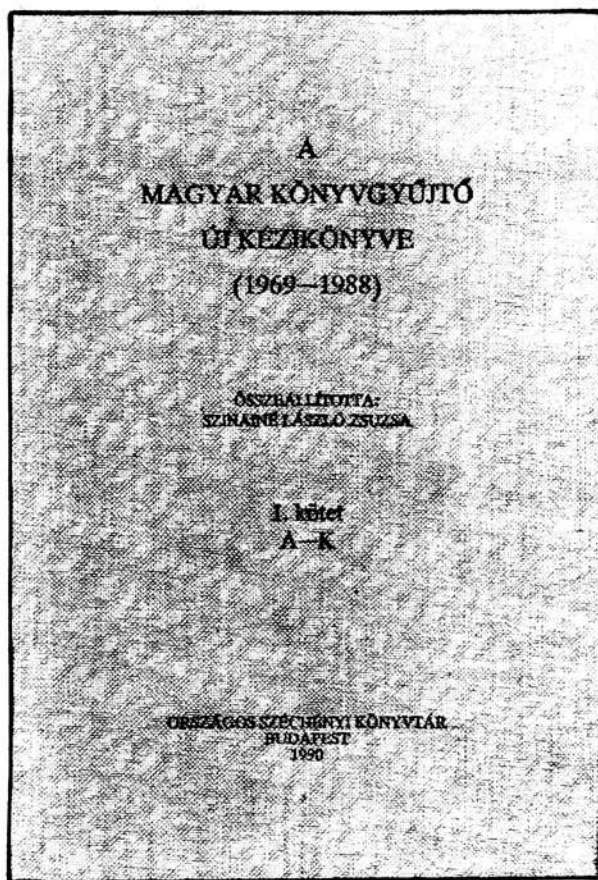 A
MAGYAR KÖNYVGYŰJTŐ
ÚJ KÉZIKÖNYVE
(1969—1988)
ÖSSZEÁLLÍTOTTA:
SZINAINÉ LÁSZLÓ ZSUZSA
I. kötet
A—K
ORSZÁGOS SZÉCHÉNYI KÖNYVTÁR
BUDAPEST
1990